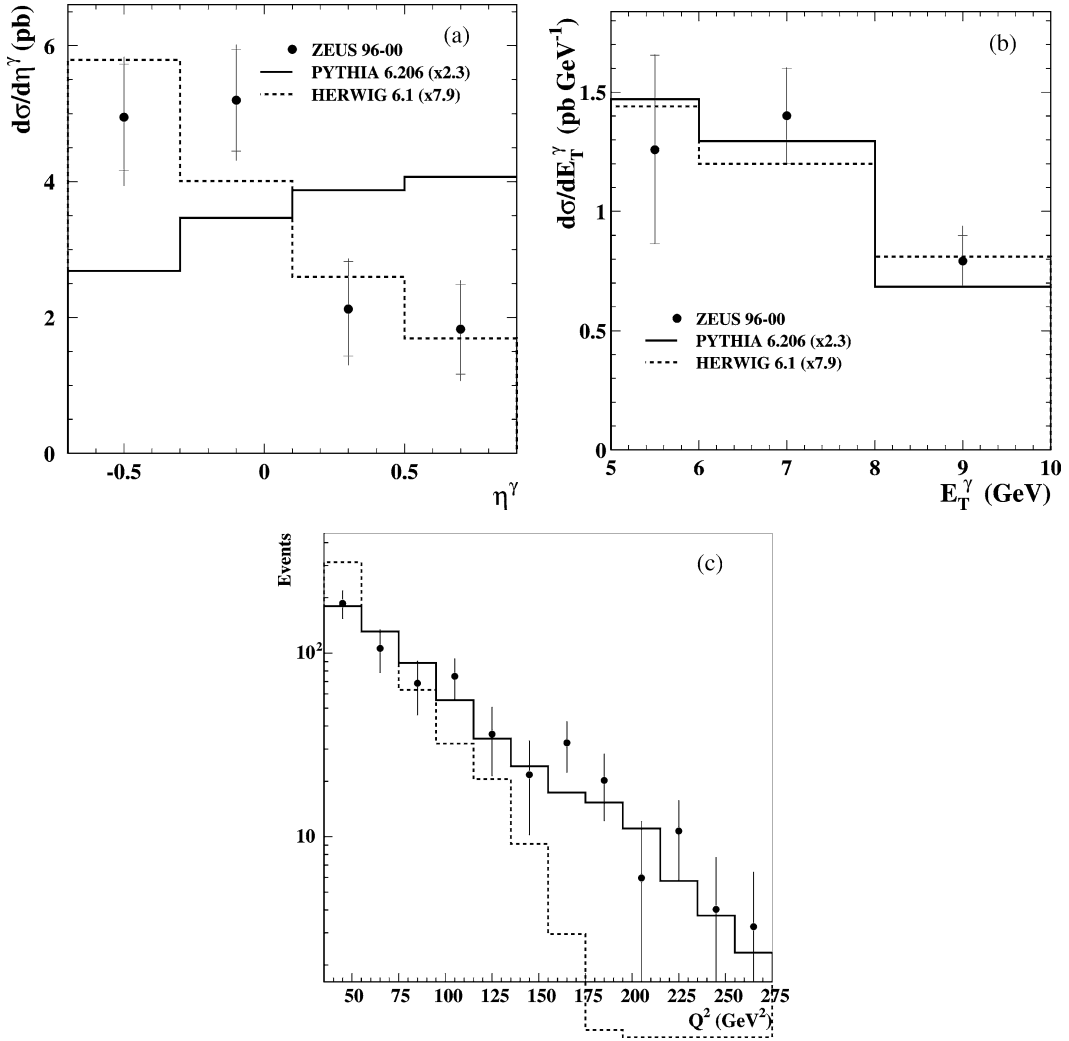 dσ/dη^γ (pb)
(a)
ZEUS 96-00
PYTHIA 6.206 (x2.3)
HERWIG 6.1 (x7.9)
6
4
2
0
-0.5 0 0.5
η^γ
dσ/dE_T^γ (pb GeV^-1)
(b)
1.5
1
0.5
0
ZEUS 96-00
PYTHIA 6.206 (x2.3)
HERWIG 6.1 (x7.9)
5 6 7 8 9 10
E_T^γ (GeV)
Events
(c)
10^2
10
50 75 100 125 150 175 200 225 250 275
Q^2 (GeV^2)